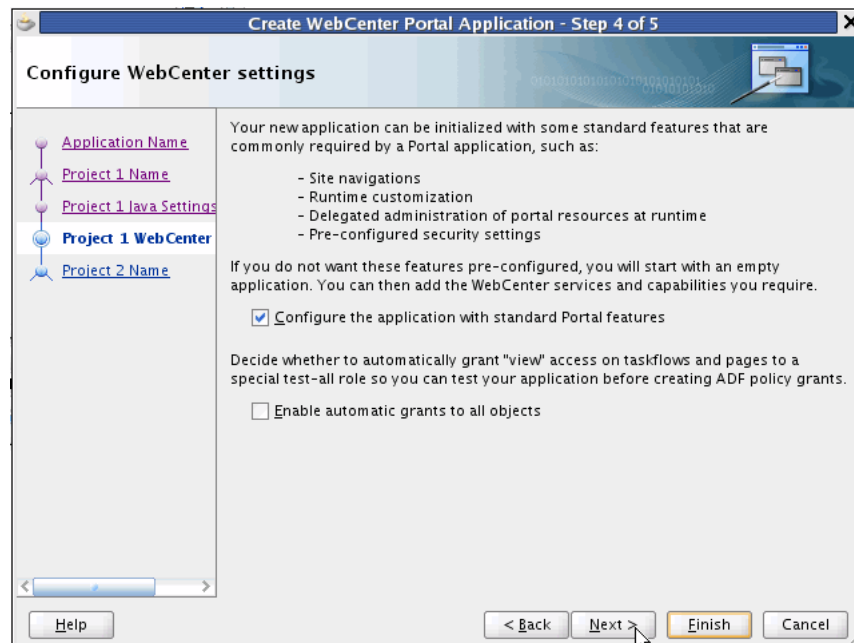 Create WebCenter Portal Application - Step 4 of 5
Configure WebCenter settings
Application Name
Project 1 Name
Project 1 Java Settings
Project 1 WebCenter
Project 2 Name
Your new application can be initialized with some standard features that are
commonly required by a Portal application, such as:
- Site navigations
- Runtime customization
- Delegated administration of portal resources at runtime
- Pre-configured security settings
If you do not want these features pre-configured, you will start with an empty
application. You can then add the WebCenter services and capabilities you require.
Configure the application with standard Portal features
Decide whether to automatically grant "view" access on taskflows and pages to a
special test-all role so you can test your application before creating ADF policy grants.
Enable automatic grants to all objects
Help
< Back
Next >
Finish
Cancel